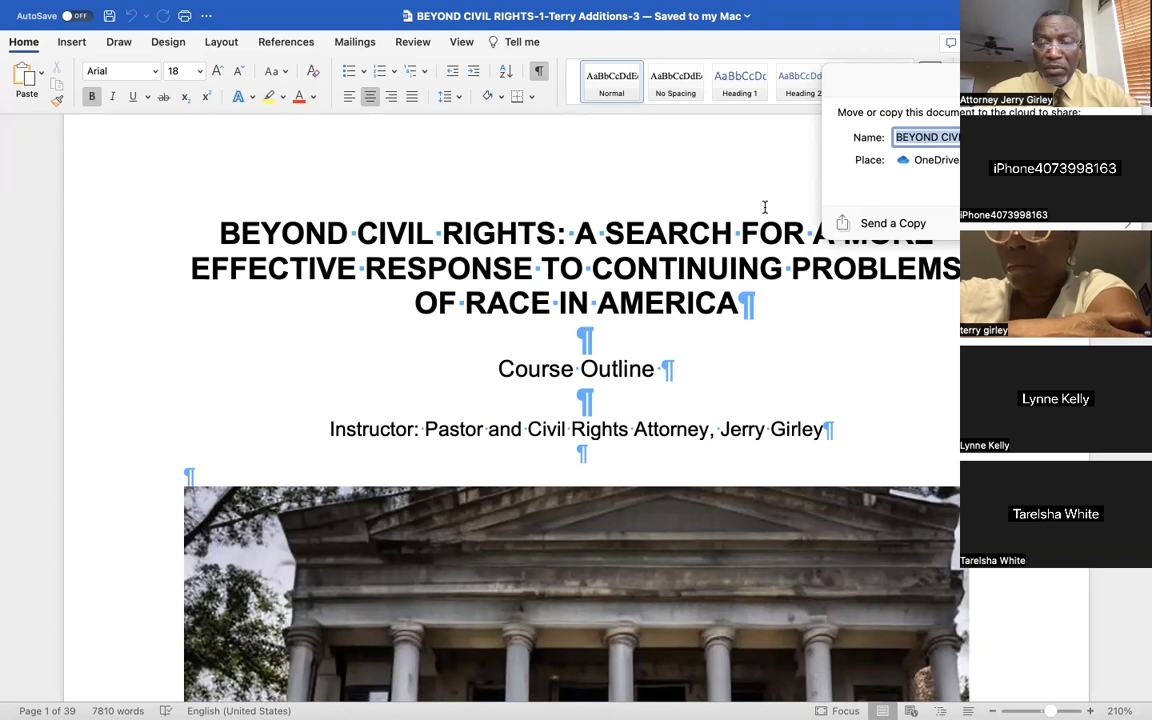 AutoSave OFF
BEYOND CIVIL RIGHTS-1-Terry Additions-3 — Saved to my Mac
Home Insert Draw Design Layout References Mailings Review View Tell me
Paste
Arial 18
AaBbCcDdE AaBbCcDdE AaBbCcDc AaBbCcDdE
Normal No Spacing Heading 1 Heading 2
Move or copy this document to the cloud to share:
Name: BEYOND CIVI
Place: OneDrive
Send a Copy
BEYOND CIVIL RIGHTS: A SEARCH FOR A MORE
EFFECTIVE RESPONSE TO CONTINUING PROBLEMS
OF RACE IN AMERICA
Course Outline
Instructor: Pastor and Civil Rights Attorney, Jerry Girley
Attorney Jerry Girley
iPhone4073998163
iPhone4073998163
terry girley
Lynne Kelly
Lynne Kelly
Tarelsha White
Tarelsha White
Page 1 of 39 7810 words English (United States) Focus 210%